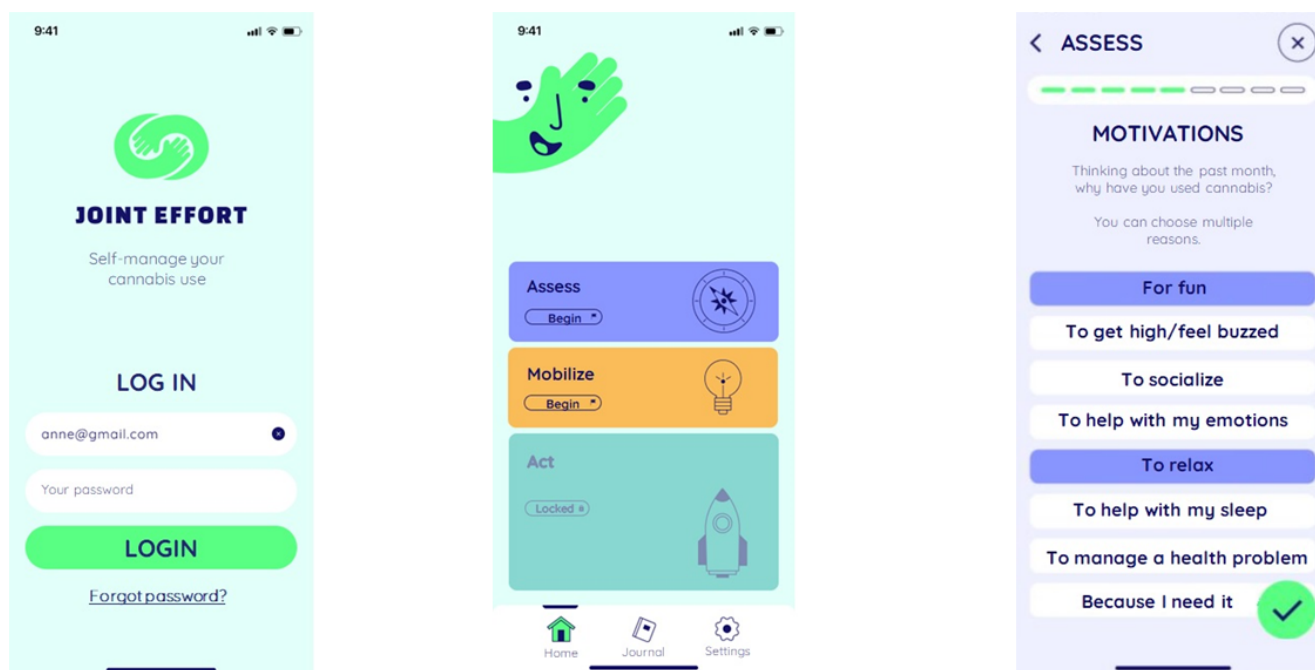 9:41
JOINT EFFORT
Self-manage your
cannabis use
LOG IN
anne@gmail.com
Your password
LOGIN
Forgot password?
9:41
Assess
Begin
Mobilize
Begin
Act
Locked
Home
Journal
Settings
ASSESS
MOTIVATIONS
Thinking about the past month,
why have you used cannabis?
You can choose multiple
reasons.
For fun
To get high/feel buzzed
To socialize
To help with my emotions
To relax
To help with my sleep
To manage a health problem
Because I need it